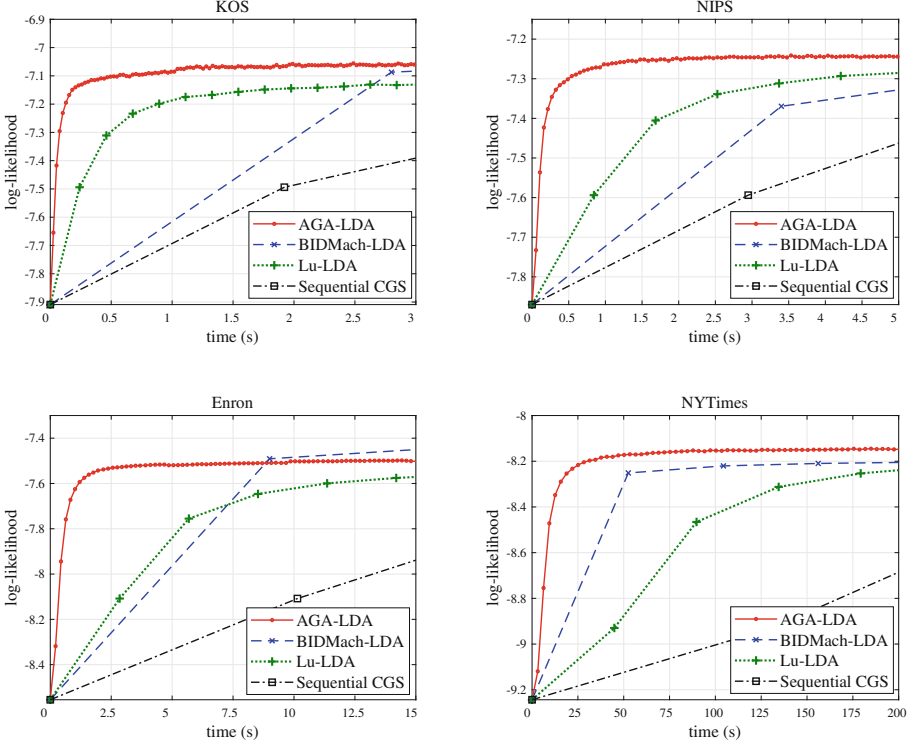 KOS
-6.9
-7
-7.1
-7.2
-7.3
-7.4
-7.5
-7.6
-7.7
-7.8
-7.9
log-likelihood
0 0.5 1 1.5 2 2.5 3
time (s)
AGA-LDA
BIDMach-LDA
Lu-LDA
Sequential CGS
NIPS
-7.2
-7.3
-7.4
-7.5
-7.6
-7.7
-7.8
log-likelihood
0 0.5 1 1.5 2 2.5 3 3.5 4 4.5 5
time (s)
AGA-LDA
BIDMach-LDA
Lu-LDA
Sequential CGS
Enron
-7.4
-7.6
-7.8
-8
-8.2
-8.4
log-likelihood
0 2.5 5 7.5 10 12.5 15
time (s)
AGA-LDA
BIDMach-LDA
Lu-LDA
Sequential CGS
NYTimes
-8
-8.2
-8.4
-8.6
-8.8
-9
-9.2
log-likelihood
0 25 50 75 100 125 150 175 200
time (s)
AGA-LDA
BIDMach-LDA
Lu-LDA
Sequential CGS